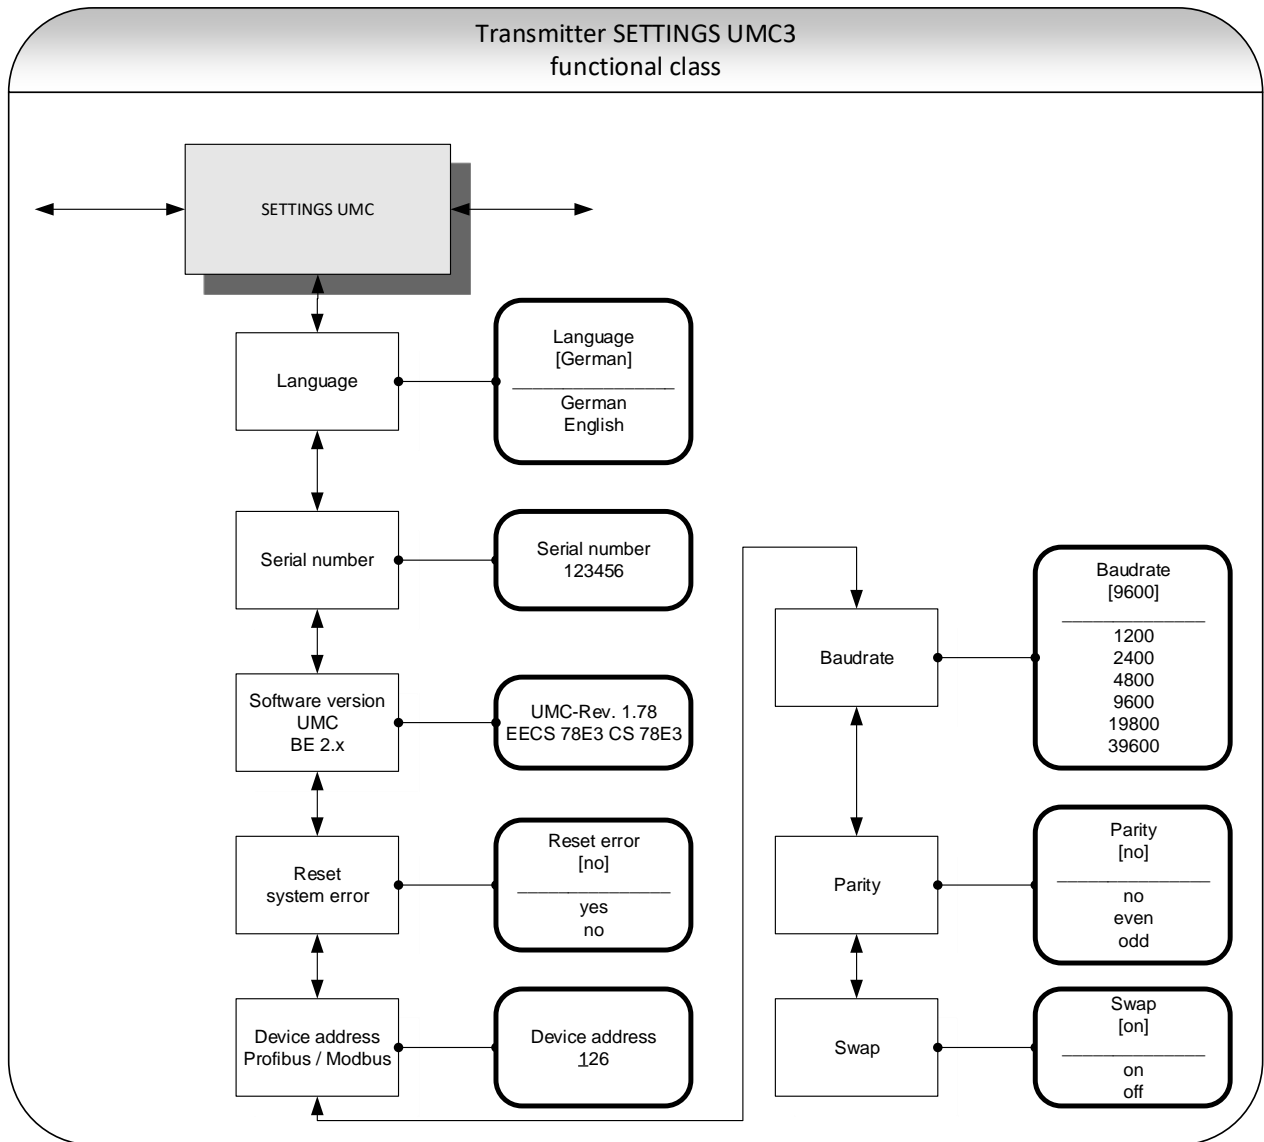 Transmitter SETTINGS UMC3
functional class
SETTINGS UMC
Language
Language
[German]
German
English
Serial number
Serial number
123456
Software version
UMC
BE 2.x
UMC-Rev. 1.78
EECS 78E3 CS 78E3
Reset
system error
Reset error
[no]
yes
no
Device address
Profibus / Modbus
Device address
126
Baudrate
Baudrate
[9600]
1200
2400
4800
9600
19800
39600
Parity
Parity
[no]
no
even
odd
Swap
Swap
[on]
on
off